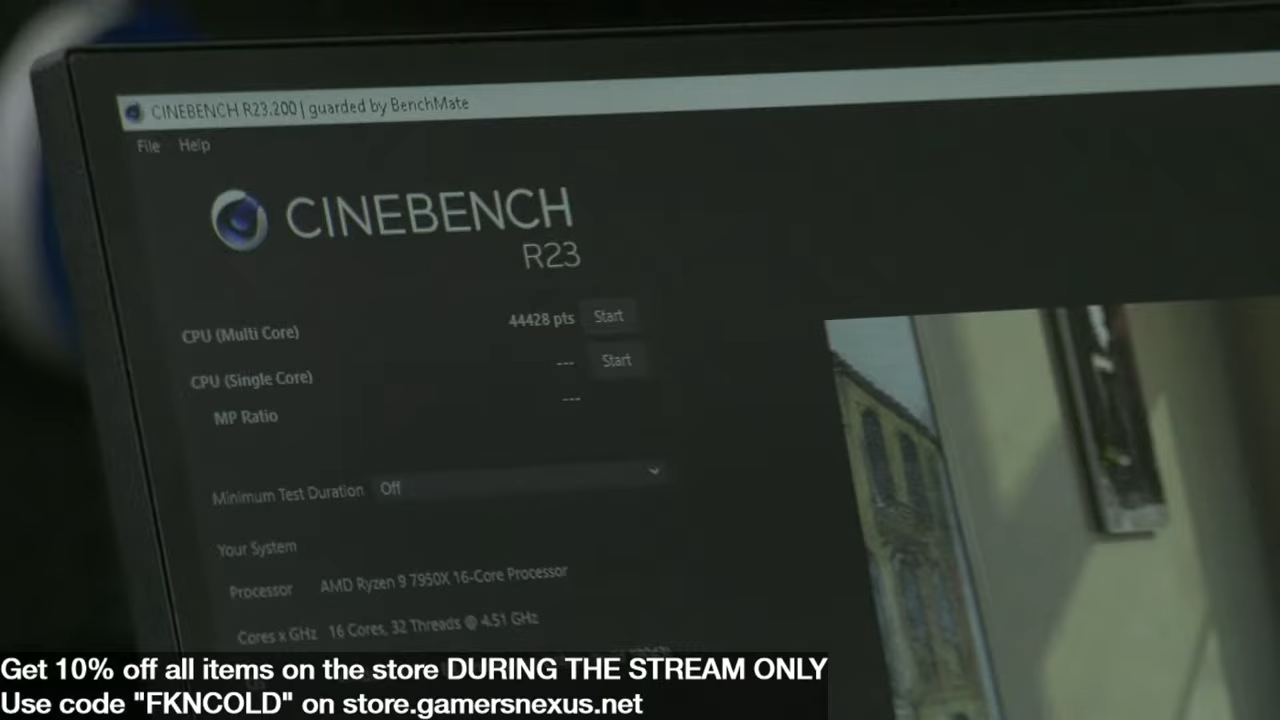 CINEBENCH R23.200 | guarded by BenchMate
File Help
CINEBENCH
R23
CPU (Multi Core) 44428 pts Start
CPU (Single Core) --- Start
MP Ratio ---
Minimum Test Duration Off
Your System
Processor AMD Ryzen 9 7950X 16-Core Processor
Cores x GHz 16 Cores, 32 Threads @ 4.51 GHz
Get 10% off all items on the store DURING THE STREAM ONLY
Use code "FKNCOLD" on store.gamersnexus.net